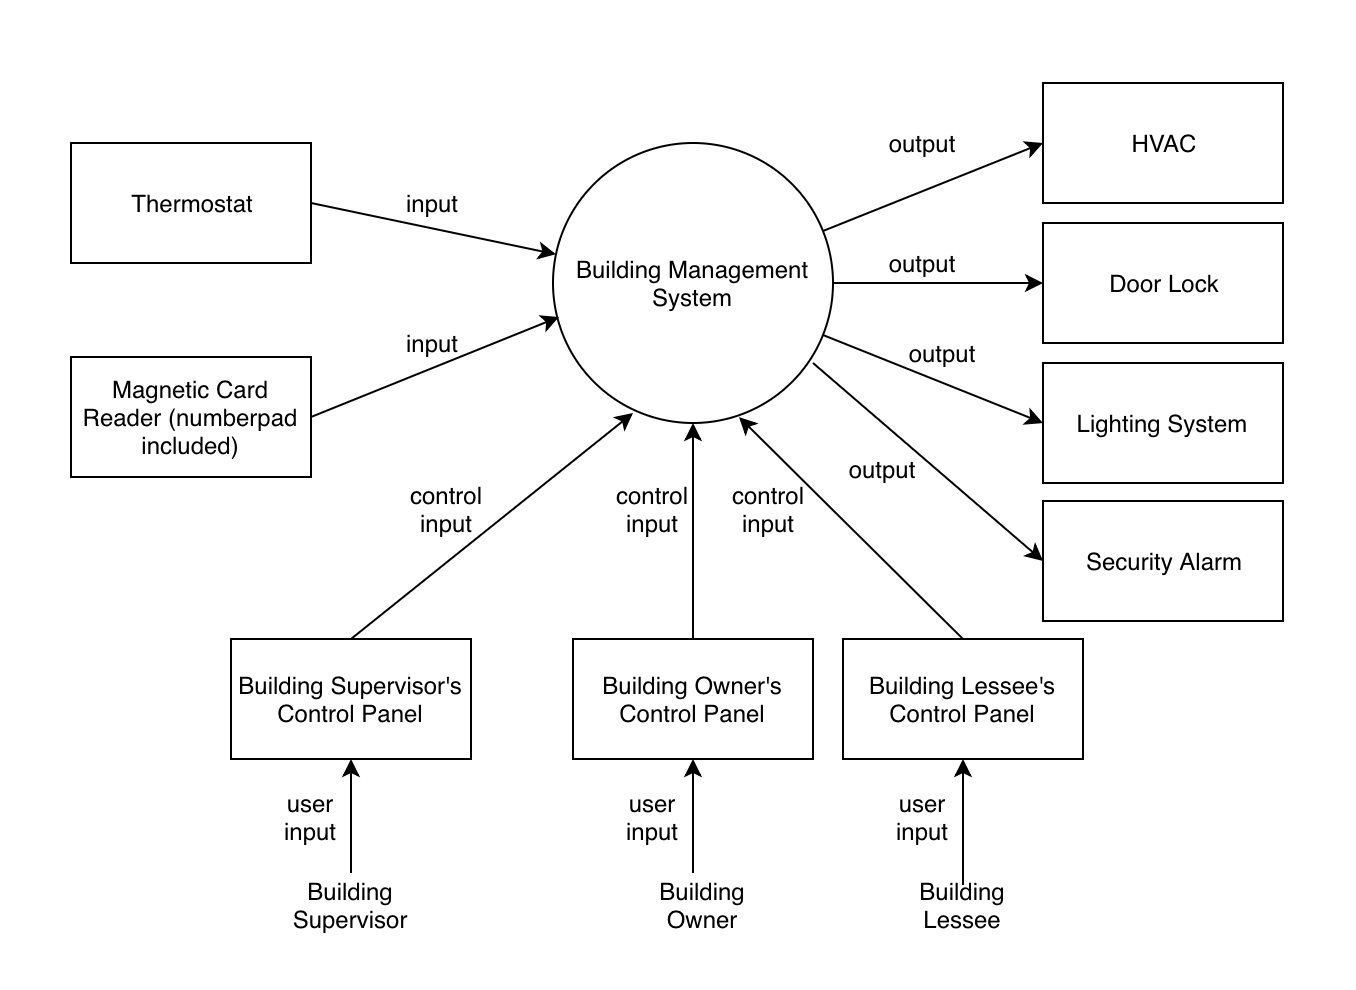 output
HVAC
Thermostat
input
Building Management
System
output
Door Lock
input
output
Magnetic Card
Reader (numberpad
included)
Lighting System
output
control
input
control
input
control
input
Security Alarm
Building Supervisor's
Control Panel
Building Owner's
Control Panel
Building Lessee's
Control Panel
user
input
user
input
user
input
Building
Supervisor
Building
Owner
Building
Lessee